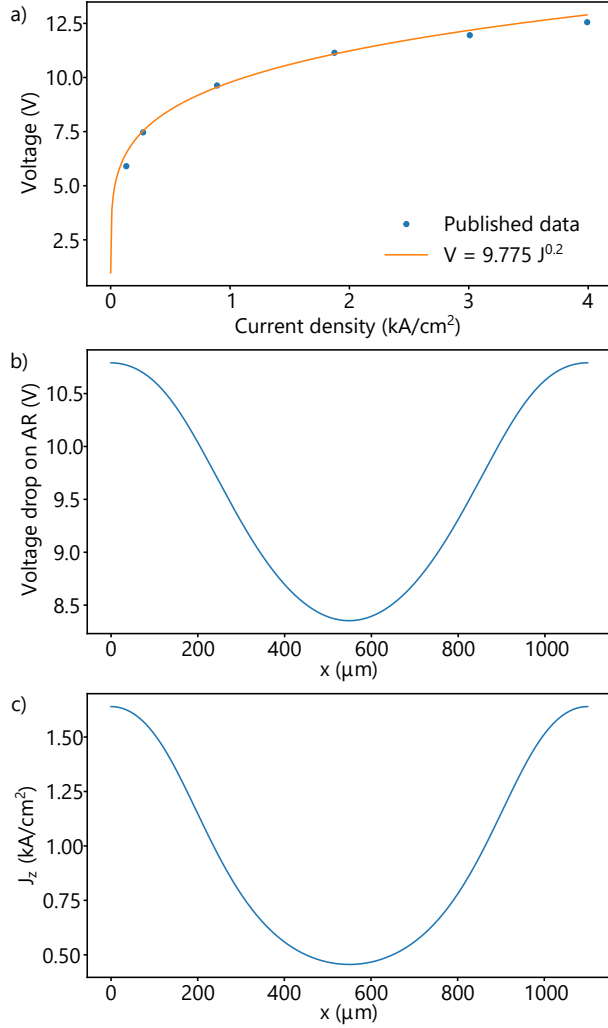 a)
12.5
10.0
7.5
5.0
2.5
Voltage (V)
Published data
V = 9.775 J^0.2
0 1 2 3 4
Current density (kA/cm²)
b)
10.5
10.0
9.5
9.0
8.5
Voltage drop on AR (V)
0 200 400 600 800 1000
x (μm)
c)
1.50
1.25
1.00
0.75
0.50
J_z (kA/cm²)
0 200 400 600 800 1000
x (μm)